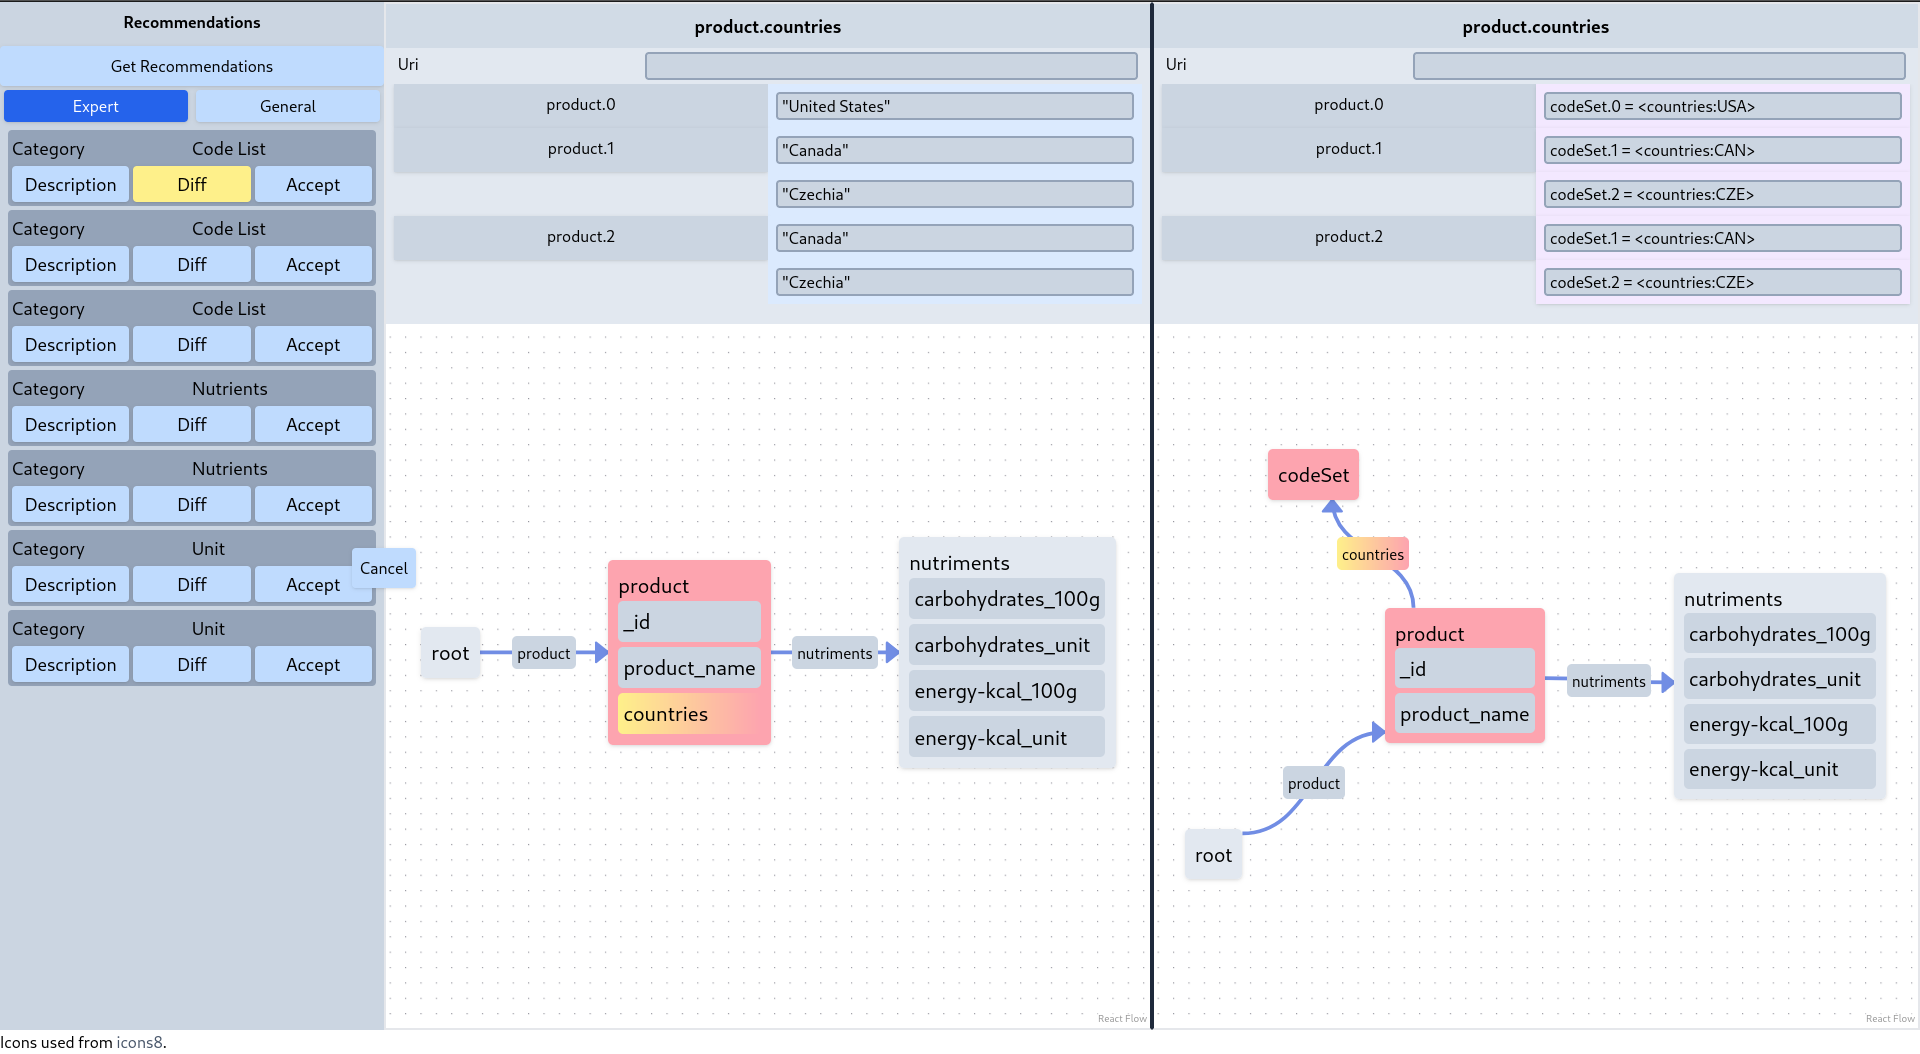 Recommendations
Get Recommendations
Expert General
Category Code List
Description Diff Accept
Category Code List
Description Diff Accept
Category Code List
Description Diff Accept
Category Nutrients
Description Diff Accept
Category Nutrients
Description Diff Accept
Category Unit
Description Diff Accept
Category Unit
Description Diff Accept
Cancel
product.countries
Uri
product.0 "United States"
product.1 "Canada"
"Czechia"
product.2 "Canada"
"Czechia"
root
product
product
_id
product_name
countries
nutriments
nutriments
carbohydrates_100g
carbohydrates_unit
energy-kcal_100g
energy-kcal_unit
React Flow
product.countries
Uri
product.0 codeSet.0 = <countries:USA>
product.1 codeSet.1 = <countries:CAN>
codeSet.2 = <countries:CZE>
product.2 codeSet.1 = <countries:CAN>
codeSet.2 = <countries:CZE>
codeSet
countries
product
_id
product_name
nutriments
nutriments
carbohydrates_100g
carbohydrates_unit
energy-kcal_100g
energy-kcal_unit
product
root
React Flow
Icons used from icons8.